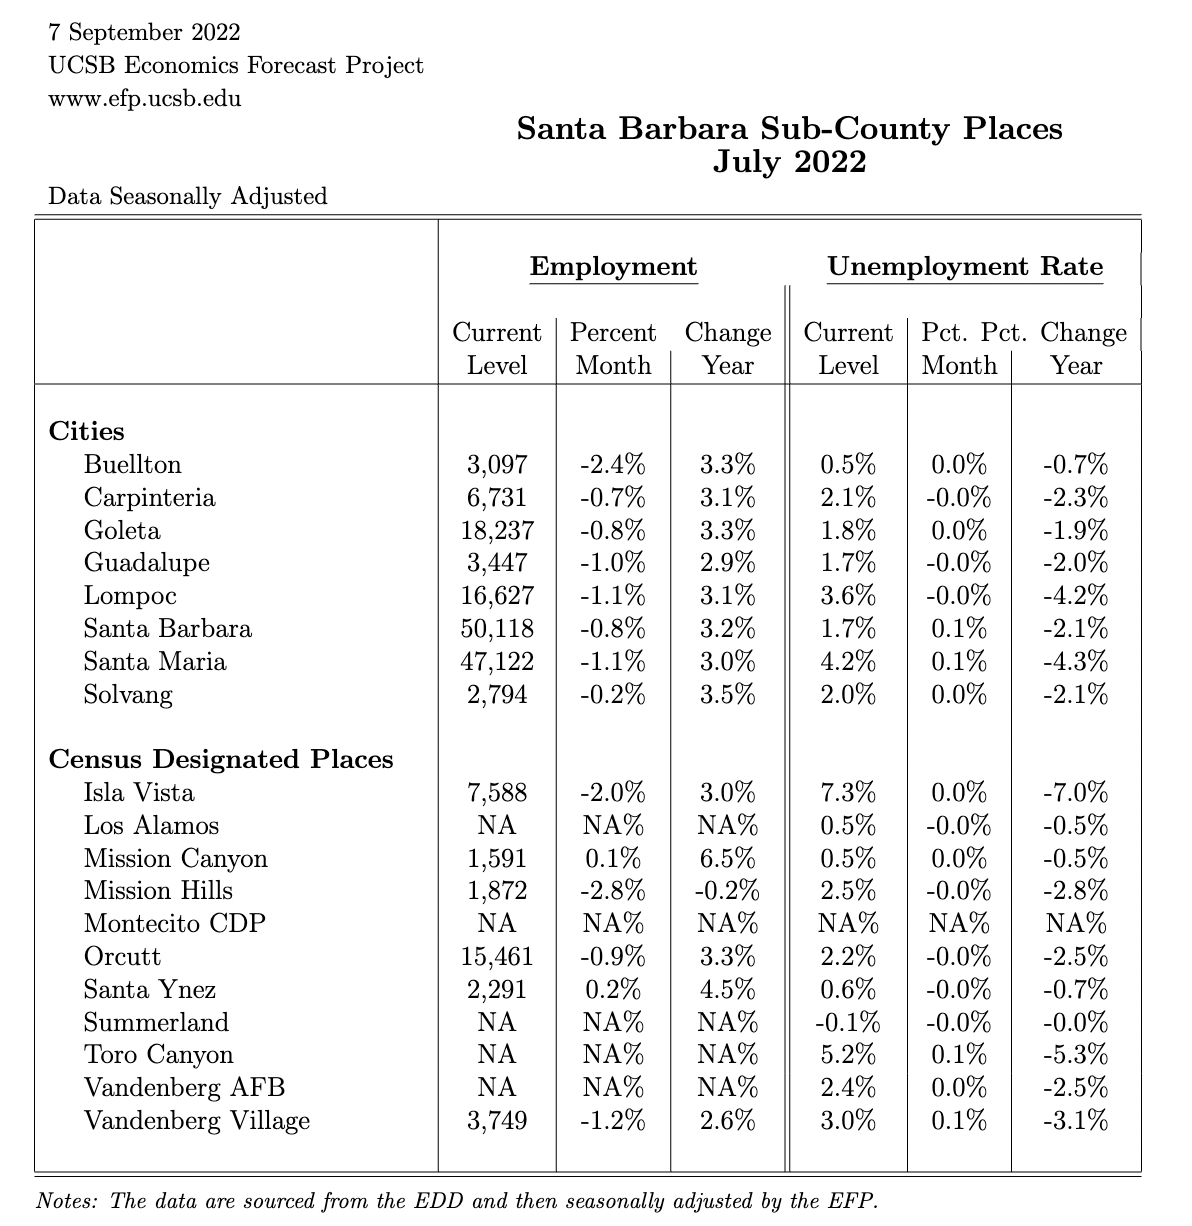 7 September 2022
UCSB Economics Forecast Project
www.efp.ucsb.edu
Santa Barbara Sub-County Places
July 2022
Data Seasonally Adjusted
Employment Unemployment Rate
Current Percent Change Current Pct. Pct. Change
Level Month Year Level Month Year
Cities
Buellton 3,097 -2.4% 3.3% 0.5% 0.0% -0.7%
Carpinteria 6,731 -0.7% 3.1% 2.1% -0.0% -2.3%
Goleta 18,237 -0.8% 3.3% 1.8% 0.0% -1.9%
Guadalupe 3,447 -1.0% 2.9% 1.7% -0.0% -2.0%
Lompoc 16,627 -1.1% 3.1% 3.6% -0.0% -4.2%
Santa Barbara 50,118 -0.8% 3.2% 1.7% 0.1% -2.1%
Santa Maria 47,122 -1.1% 3.0% 4.2% 0.1% -4.3%
Solvang 2,794 -0.2% 3.5% 2.0% 0.0% -2.1%
Census Designated Places
Isla Vista 7,588 -2.0% 3.0% 7.3% 0.0% -7.0%
Los Alamos NA NA% NA% 0.5% -0.0% -0.5%
Mission Canyon 1,591 0.1% 6.5% 0.5% 0.0% -0.5%
Mission Hills 1,872 -2.8% -0.2% 2.5% -0.0% -2.8%
Montecito CDP NA NA% NA% NA% NA% NA%
Orcutt 15,461 -0.9% 3.3% 2.2% -0.0% -2.5%
Santa Ynez 2,291 0.2% 4.5% 0.6% -0.0% -0.7%
Summerland NA NA% NA% -0.1% -0.0% -0.0%
Toro Canyon NA NA% NA% 5.2% 0.1% -5.3%
Vandenberg AFB NA NA% NA% 2.4% 0.0% -2.5%
Vandenberg Village 3,749 -1.2% 2.6% 3.0% 0.1% -3.1%
Notes: The data are sourced from the EDD and then seasonally adjusted by the EFP.